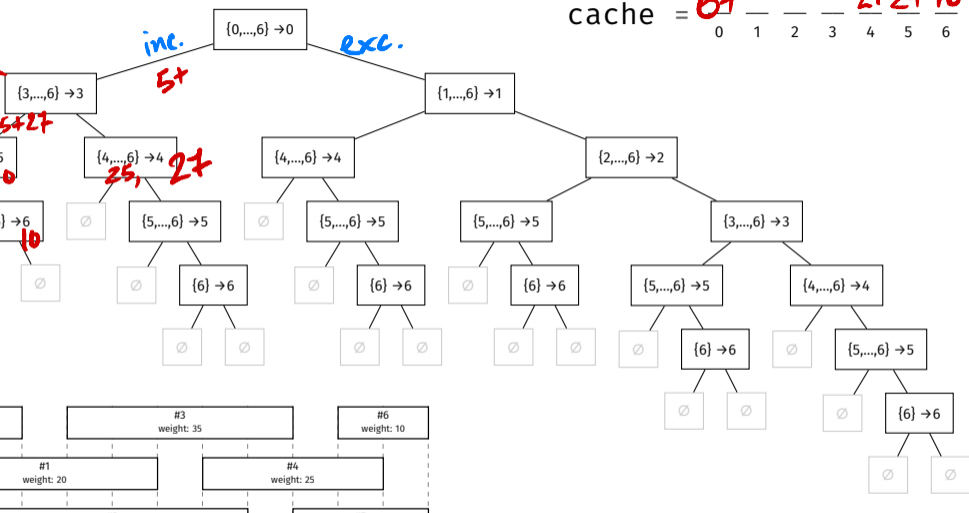 cache =
0 1 2 3 4 5 6
{0,...,6} →0
inc. exc.
5+
{3,...,6} →3 {1,...,6} →1
5+27
{4,...,6} →4 {4,...,6} →4 {2,...,6} →2
25, 27
} →6 ∅ {5,...,6} →5 ∅ {5,...,6} →5 {5,...,6} →5 {3,...,6} →3
10
∅ ∅ {6} →6 ∅ {6} →6 ∅ {6} →6 {5,...,6} →5 {4,...,6} →4
∅ ∅ ∅ ∅ ∅ ∅ ∅ {6} →6 ∅ {5,...,6} →5
∅ ∅ ∅ {6} →6
∅ ∅
#3 #6
weight: 35 weight: 10
#1 #4
weight: 20 weight: 25